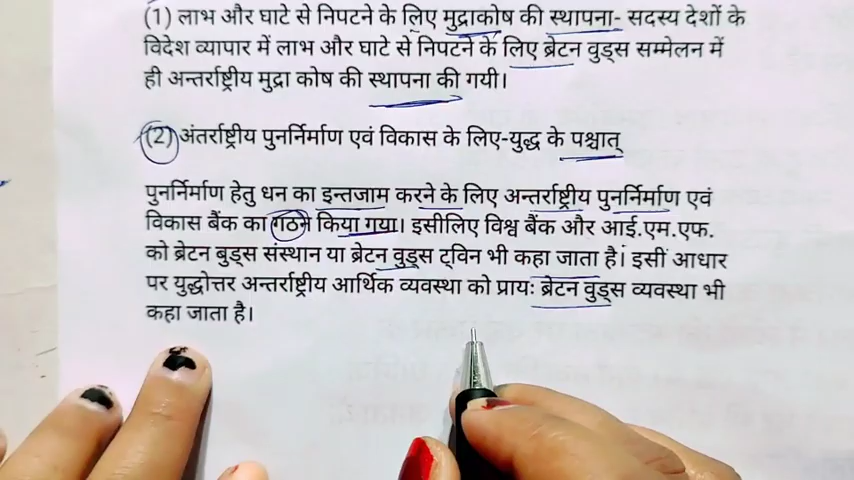 (1) लाभ और घाटे से निपटने के लिए मुद्राकोष की स्थापना- सदस्य देशों के
विदेश व्यापार में लाभ और घाटे से निपटने के लिए ब्रेटन वुड्स सम्मेलन में
ही अन्तर्राष्ट्रीय मुद्रा कोष की स्थापना की गयी।
(2) अंतर्राष्ट्रीय पुनर्निर्माण एवं विकास के लिए-युद्ध के पश्चात्
पुनर्निर्माण हेतु धन का इन्तजाम करने के लिए अन्तर्राष्ट्रीय पुनर्निर्माण एवं
विकास बैंक का गठन किया गया। इसीलिए विश्व बैंक और आई.एम.एफ.
को ब्रेटन बुड्स संस्थान या ब्रेटन वुड्स ट्विन भी कहा जाता है। इसी आधार
पर युद्धोत्तर अन्तर्राष्ट्रीय आर्थिक व्यवस्था को प्रायः ब्रेटन वुड्स व्यवस्था भी
कहा जाता है।